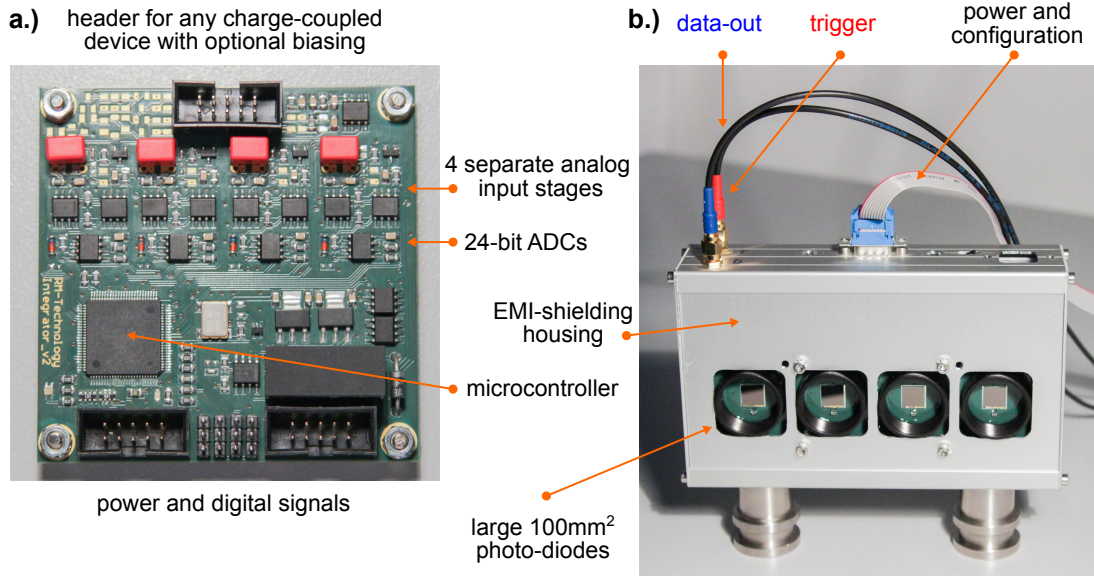 a.)
header for any charge-coupled
device with optional biasing
b.)
data-out
trigger
power and
configuration
4 separate analog
input stages
24-bit ADCs
RM-Technology
Integrator_v2
EMI-shielding
housing
microcontroller
power and digital signals
large 100mm²
photo-diodes